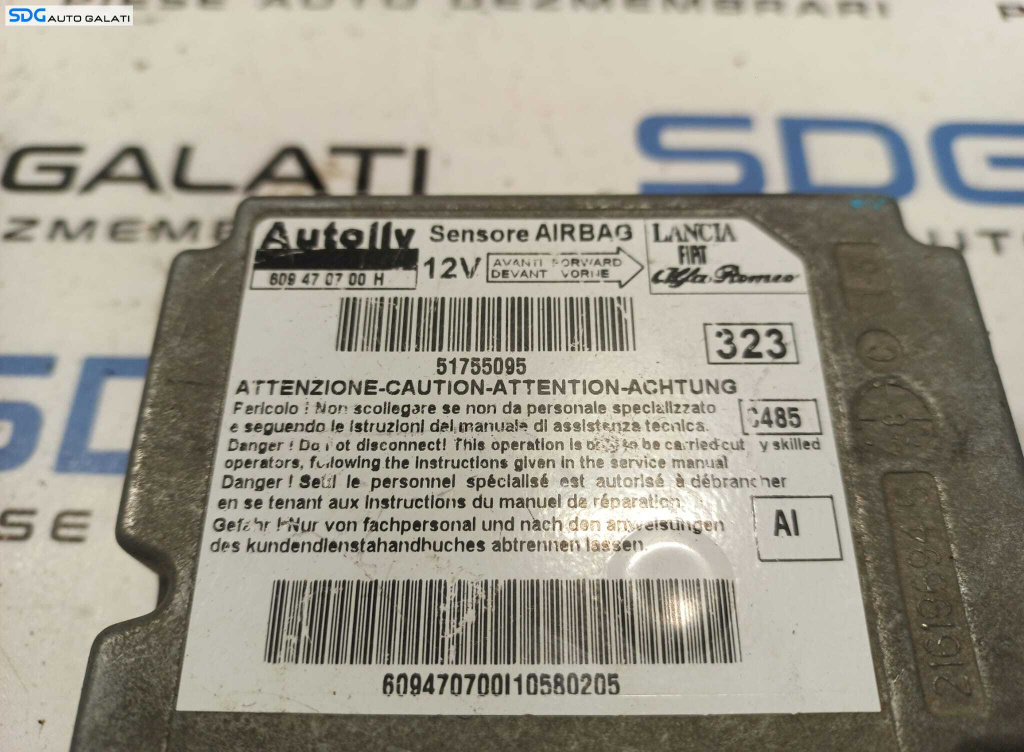 SDG AUTO GALATI
SDG
GALATI
DEZMEMBRARI
Autoliv Sensore AIRBAG
609 47 07 00 H
12V
AVANTI FORWARD
DEVANT VORNE
LANCIA
FIAT
Alfa Romeo
51755095
323
ATTENZIONE-CAUTION-ATTENTION-ACHTUNG
Pericolo ! Non scollegare se non da personale specializzato
e seguendo le istruzioni del manuale di assistenza tecnica.
C485
Danger ! Do not disconnect! This operation is only to be carried out y skilled
operators, following the instructions given in the service manual
Danger ! Seul le personnel spécialisé est autorisé à débrancher
en se tenant aux instructions du manuel de réparation
Gefahr ! Nur von fachpersonal und nach den anweisungen
des kundendienstahandhuches abtrennen lassen
AI
609470700I10580205